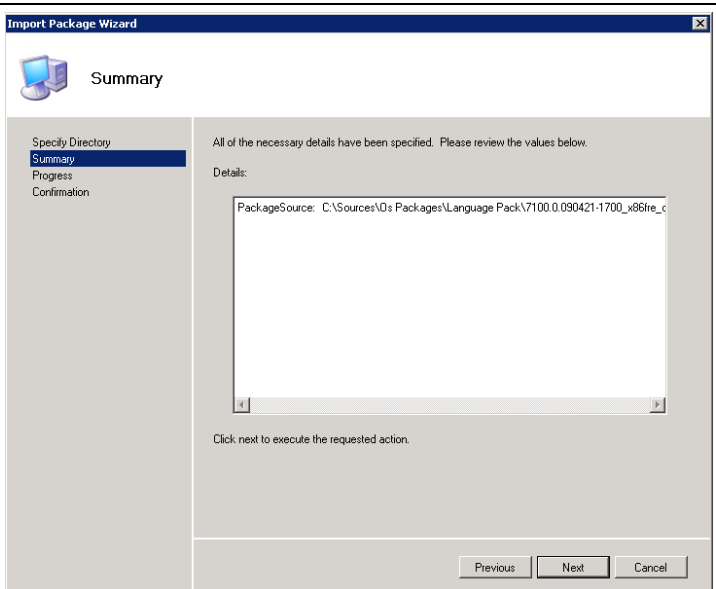 Import Package Wizard
Summary
Specify Directory
Summary
Progress
Confirmation
All of the necessary details have been specified. Please review the values below.
Details:
PackageSource: C:\Sources\Os Packages\Language Pack\7100.0.090421-1700_x86fre_c
Click next to execute the requested action.
Previous
Next
Cancel